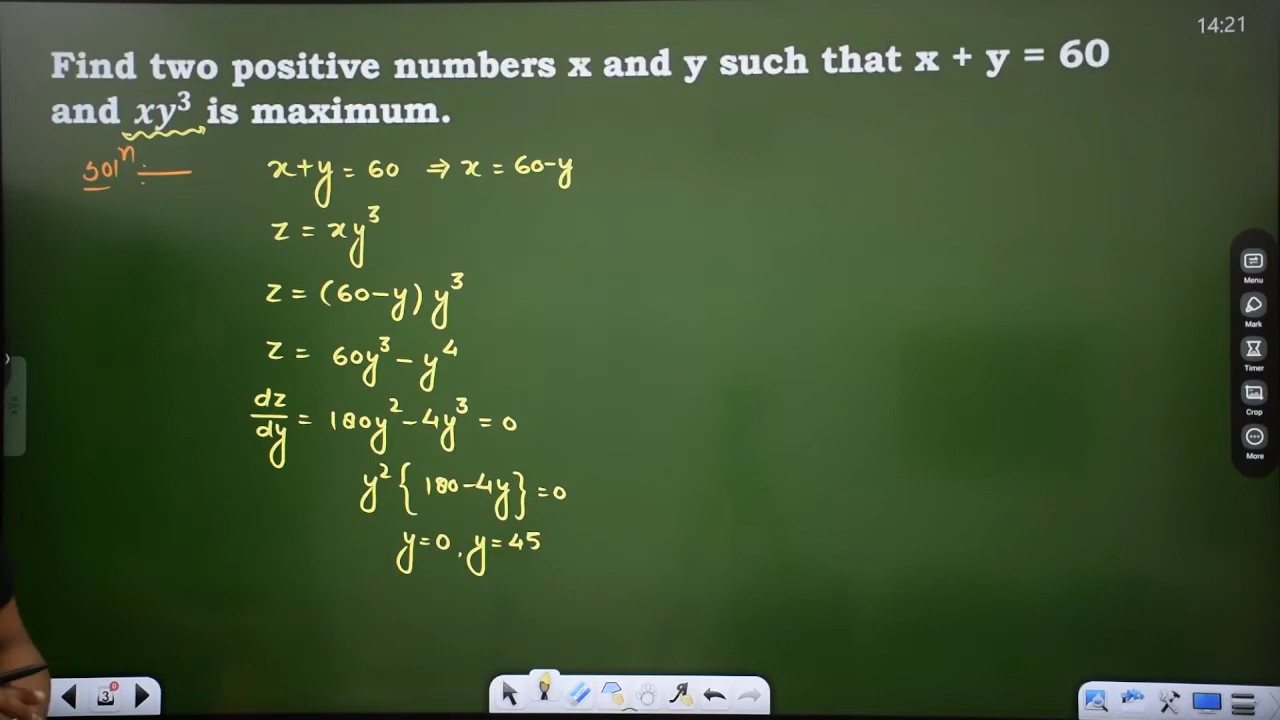 14:21
Find two positive numbers x and y such that x + y = 60
and xy³ is maximum.
Solⁿ:— x+y = 60 ⇒ x = 60-y
z = xy³
z = (60-y) y³
z = 60y³ - y⁴
dz/dy = 180y² - 4y³ = 0
y² { 180-4y} = 0
y=0, y=45
Menu
Mark
Timer
Crop
More
3 0